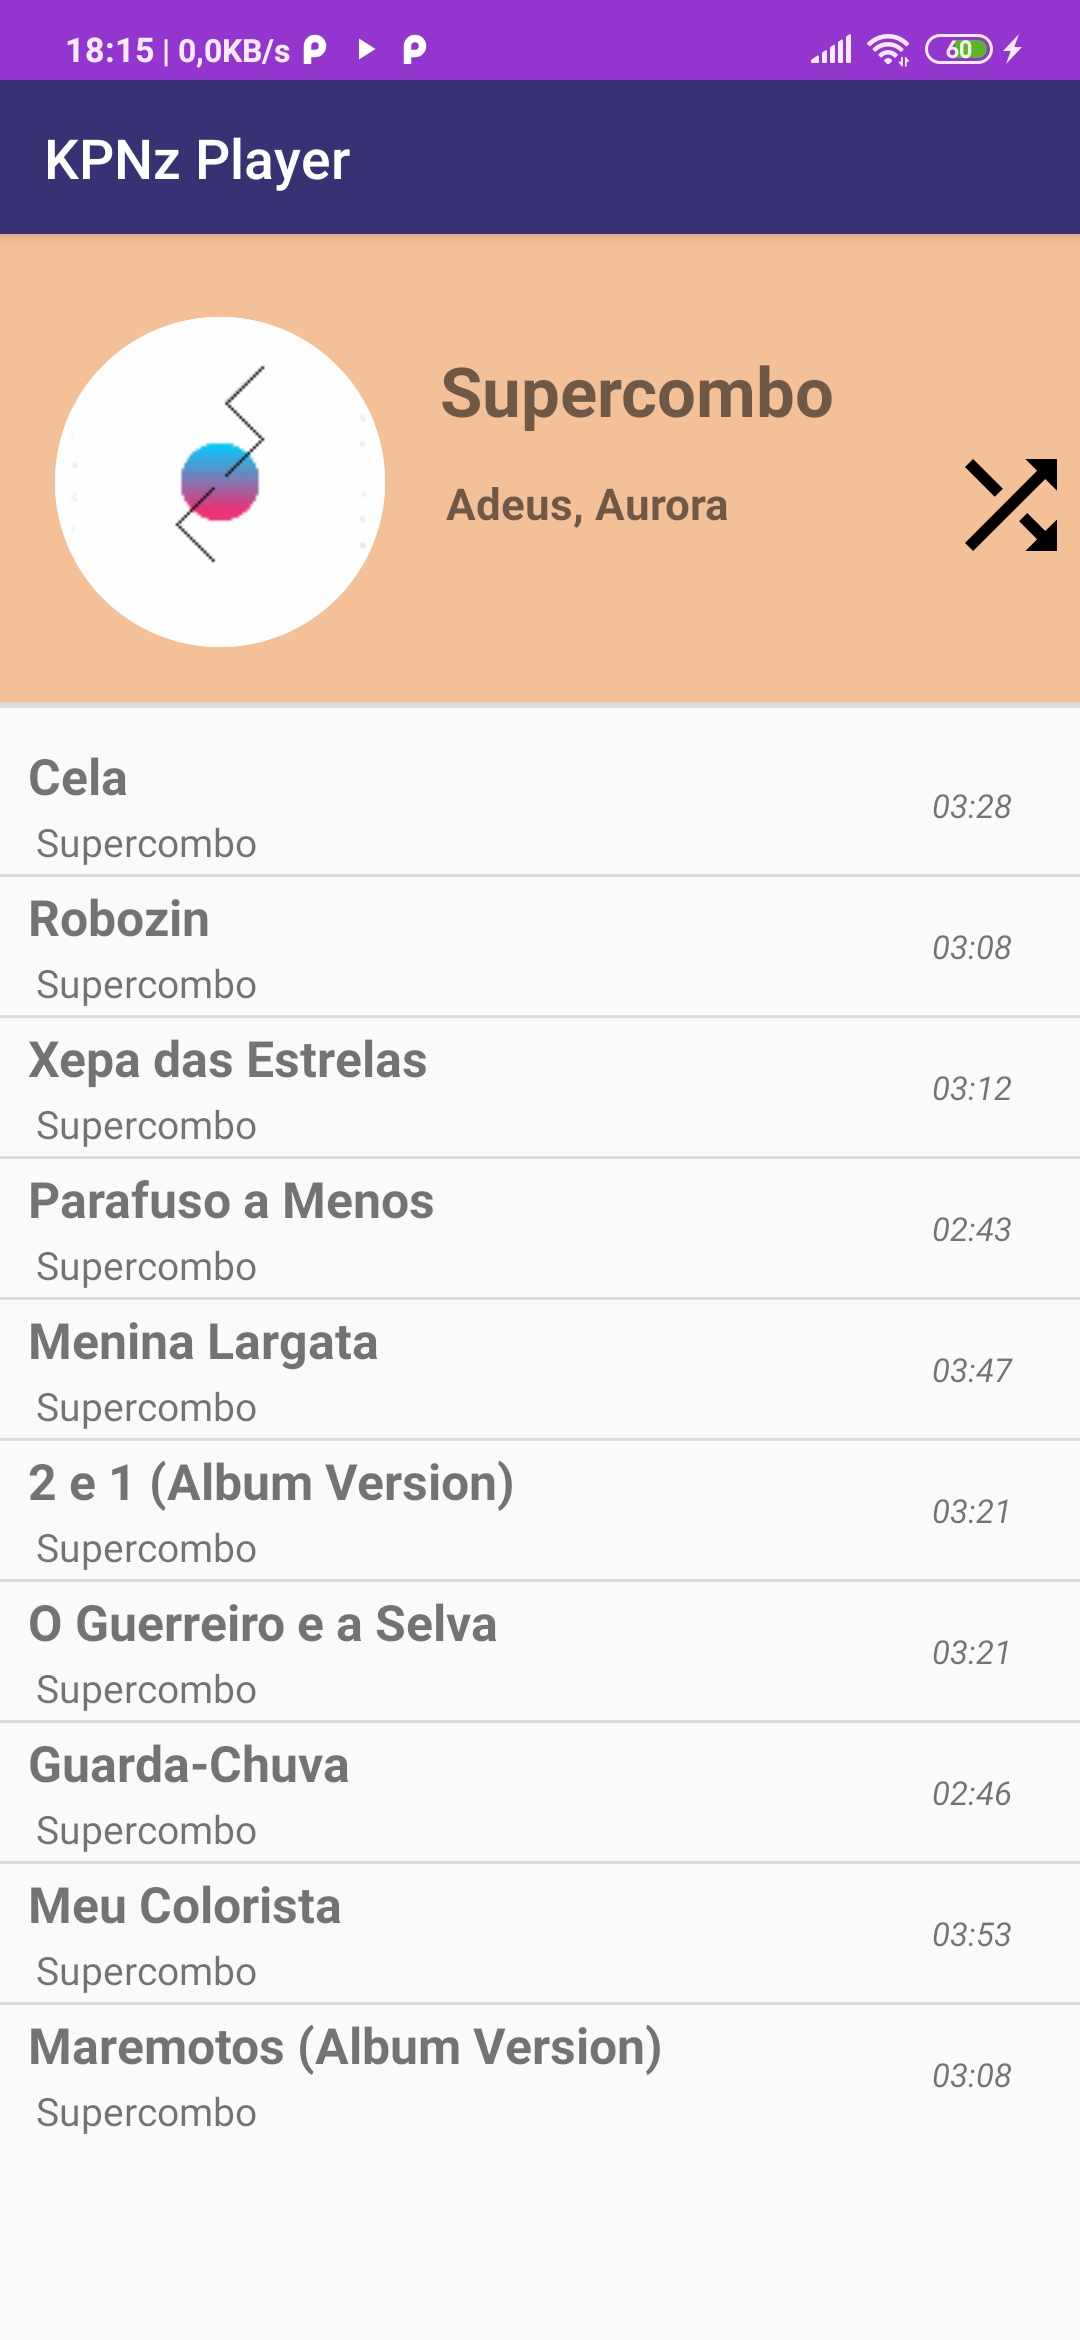 18:15 | 0,0KB/s
60
KPNz Player
Supercombo
Adeus, Aurora
Cela
03:28
Supercombo
Robozin
03:08
Supercombo
Xepa das Estrelas
03:12
Supercombo
Parafuso a Menos
02:43
Supercombo
Menina Largata
03:47
Supercombo
2 e 1 (Album Version)
03:21
Supercombo
O Guerreiro e a Selva
03:21
Supercombo
Guarda-Chuva
02:46
Supercombo
Meu Colorista
03:53
Supercombo
Maremotos (Album Version)
03:08
Supercombo